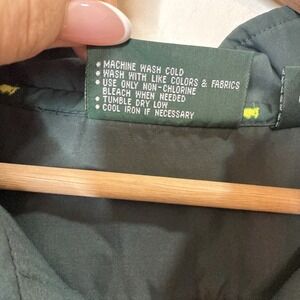 • MACHINE WASH COLD
• WASH WITH LIKE COLORS & FABRICS
• USE ONLY NON-CHLORINE
BLEACH WHEN NEEDED
• TUMBLE DRY LOW
• COOL IRON IF NECESSARY